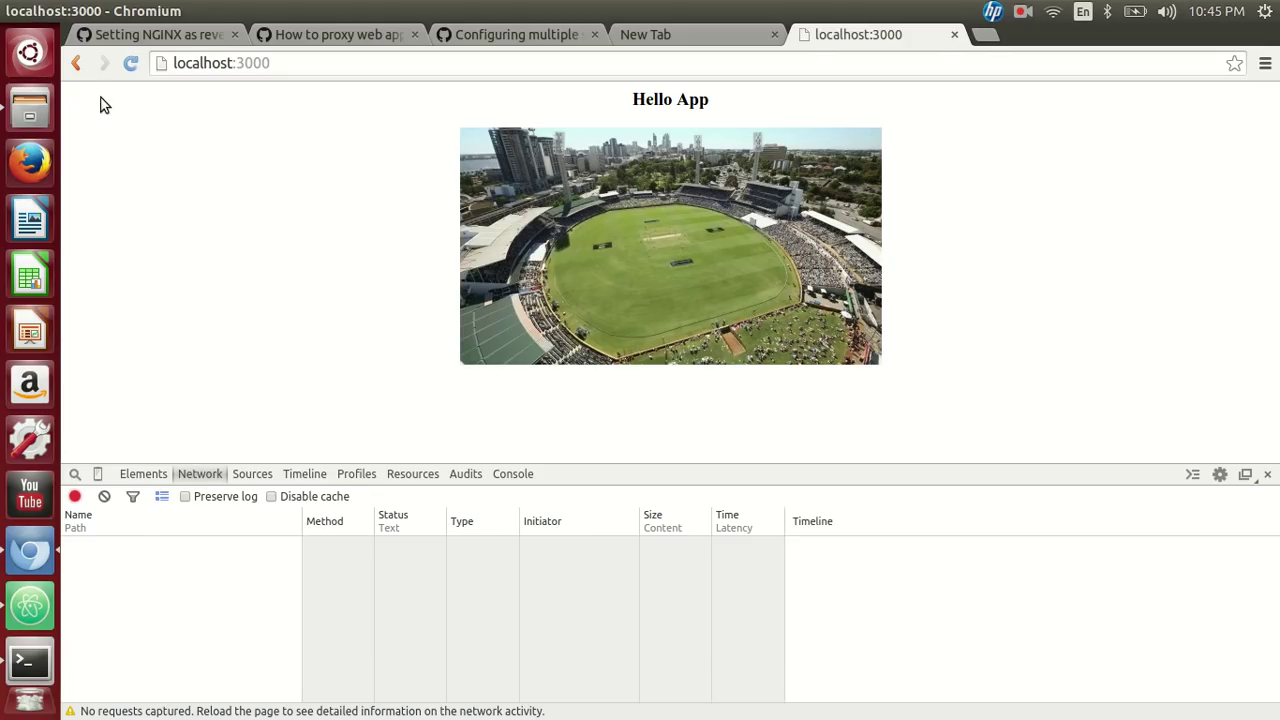 localhost:3000 - Chromium
En
10:45 PM
Setting NGINX as reve
How to proxy web app
Configuring multiple
New Tab
localhost:3000
localhost:3000
Hello App
You
Tube
Elements Network Sources Timeline Profiles Resources Audits Console
Preserve log Disable cache
Name Method Status Type Initiator Size Time Timeline
Path Text Content Latency
No requests captured. Reload the page to see detailed information on the network activity.